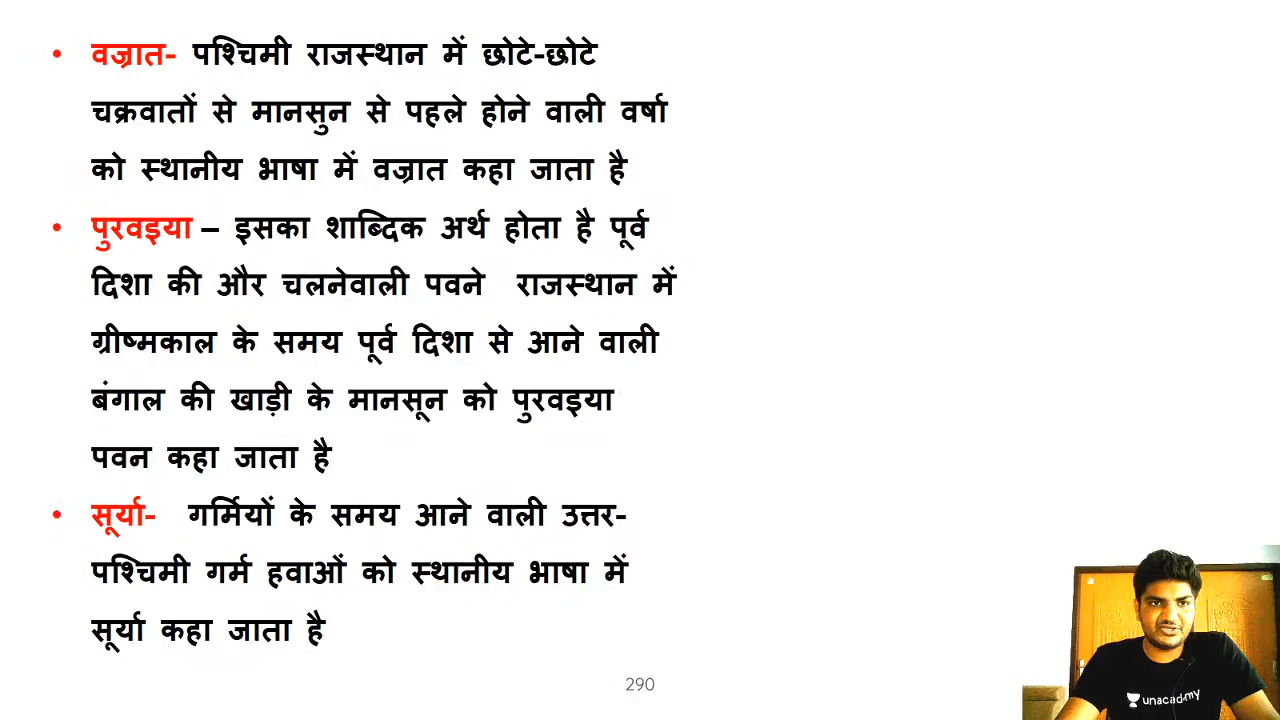 • वज्रात- पश्चिमी राजस्थान में छोटे-छोटे
चक्रवातों से मानसुन से पहले होने वाली वर्षा
को स्थानीय भाषा में वज्रात कहा जाता है
• पुरवइया – इसका शाब्दिक अर्थ होता है पूर्व
दिशा की और चलनेवाली पवने राजस्थान में
ग्रीष्मकाल के समय पूर्व दिशा से आने वाली
बंगाल की खाड़ी के मानसून को पुरवइया
पवन कहा जाता है
• सूर्या- गर्मियों के समय आने वाली उत्तर-
पश्चिमी गर्म हवाओं को स्थानीय भाषा में
सूर्या कहा जाता है
290
unacademy